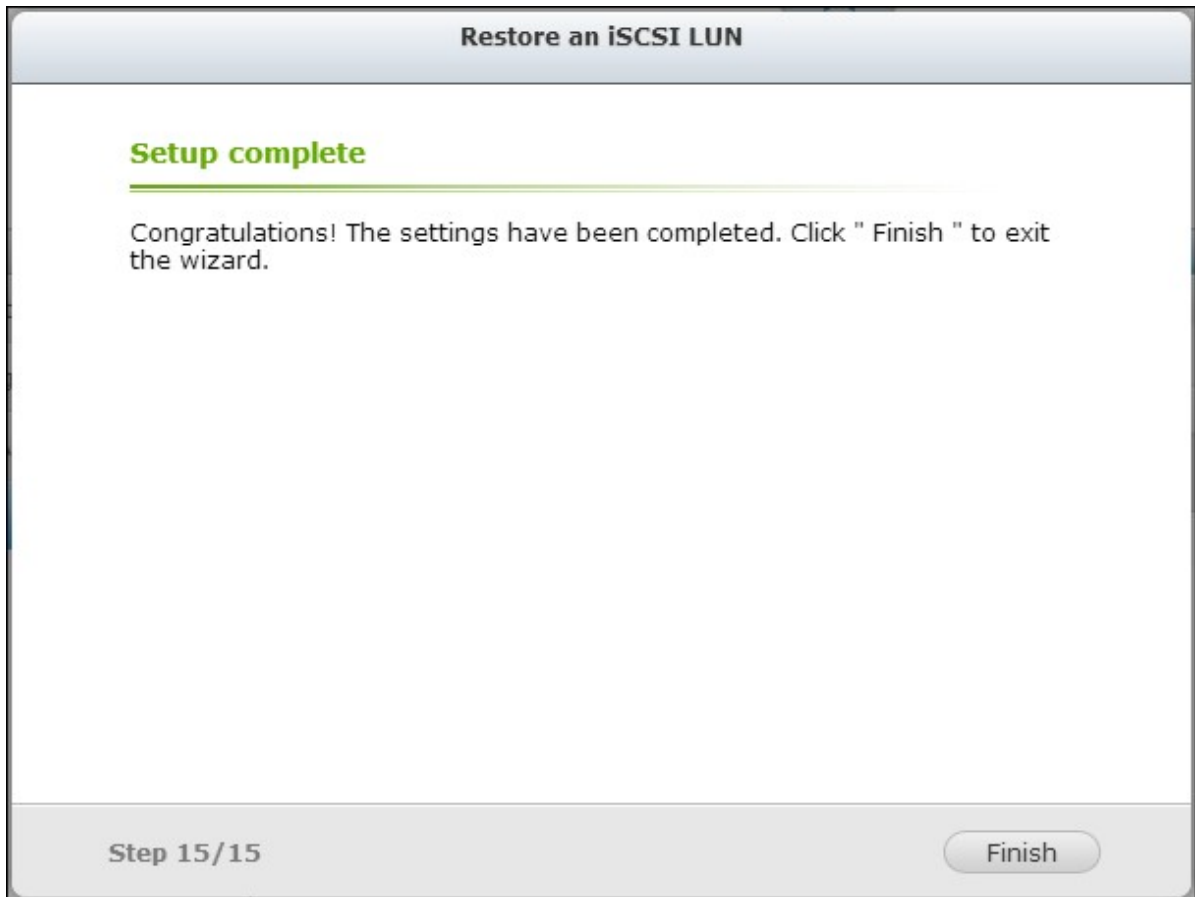 Restore an iSCSI LUN
Setup complete
Congratulations! The settings have been completed. Click " Finish " to exit
the wizard.
Step 15/15
Finish